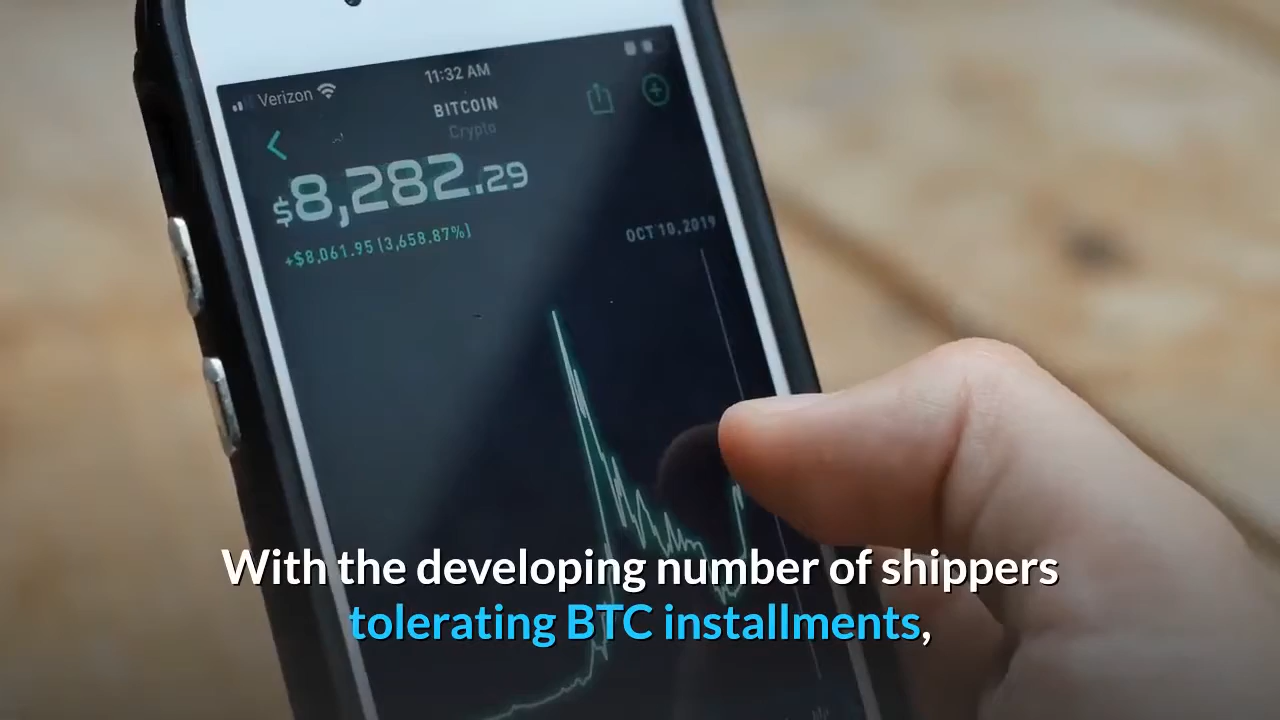 Verizon
11:32 AM
BITCOIN
Crypto
$8,282.29
+$8,061.95 (3,658.87%)
OCT 10, 2019
With the developing number of shippers
tolerating BTC installments,